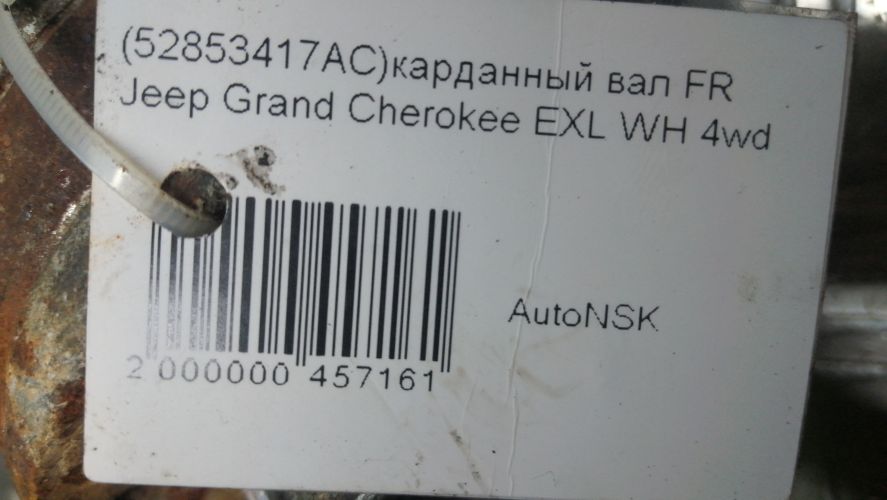 (52853417AC)карданный вал FR
Jeep Grand Cherokee EXL WH 4wd
AutoNSK
2 000000 457161